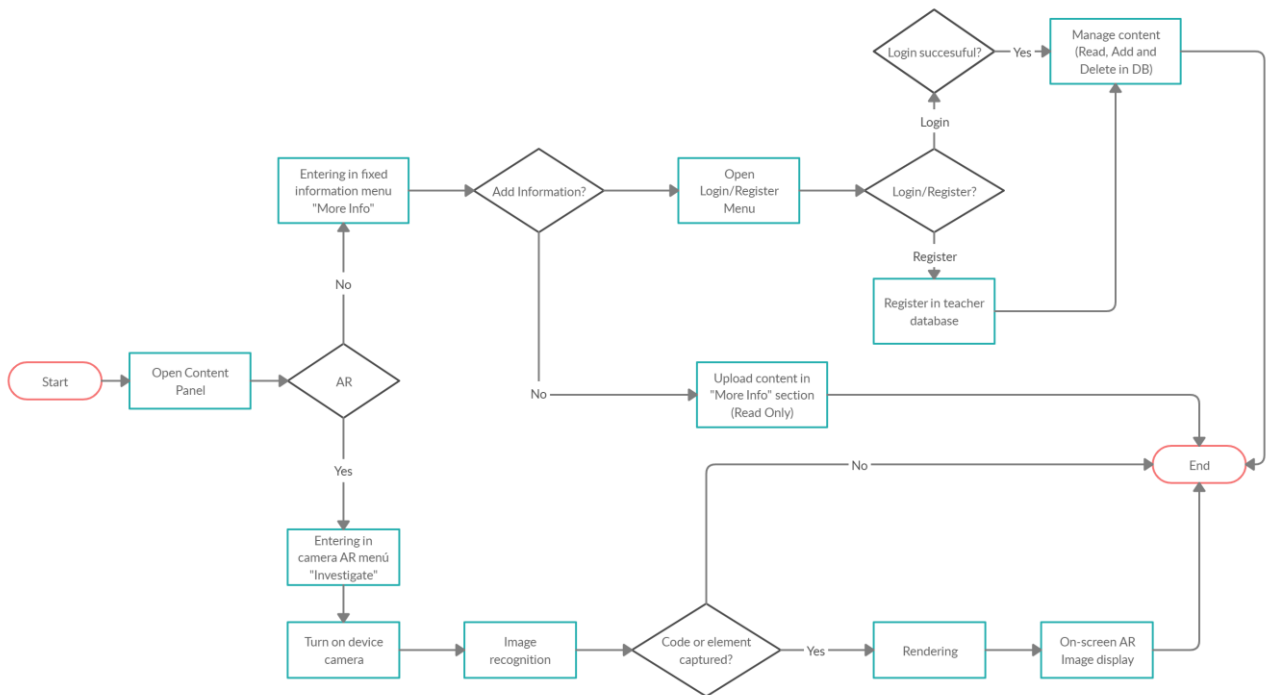 Login succesuful?
Yes
Manage content
(Read, Add and
Delete in DB)
Login
Entering in fixed
information menu
"More Info"
Add Information?
Open
Login/Register
Menu
Login/Register?
Register
No
Register in teacher
database
Start
Open Content
Panel
AR
No
Upload content in
"More Info" section
(Read Only)
Yes
No
End
Entering in
camera AR menú
"Investigate"
Turn on device
camera
Image
recognition
Code or element
captured?
Yes
Rendering
On-screen AR
Image display